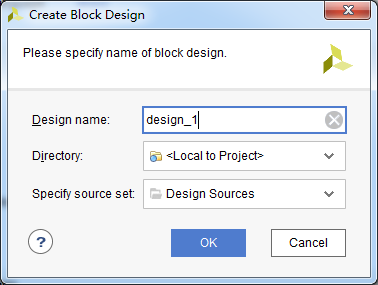 Create Block Design
Please specify name of block design.
Design name: design_1
Directory: <Local to Project>
Specify source set: Design Sources
? OK Cancel